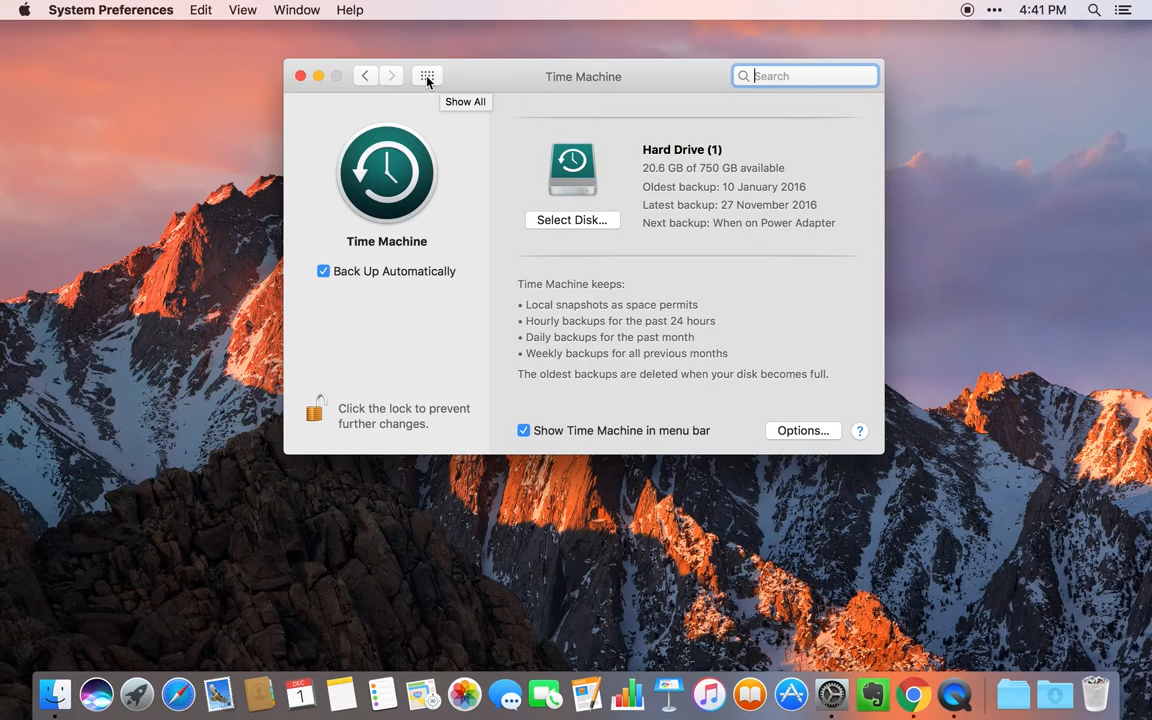 System Preferences Edit View Window Help 4:41 PM
Time Machine
Search
Show All
Hard Drive (1)
20.6 GB of 750 GB available
Oldest backup: 10 January 2016
Latest backup: 27 November 2016
Next backup: When on Power Adapter
Select Disk...
Time Machine
Back Up Automatically
Time Machine keeps:
• Local snapshots as space permits
• Hourly backups for the past 24 hours
• Daily backups for the past month
• Weekly backups for all previous months
The oldest backups are deleted when your disk becomes full.
Click the lock to prevent
further changes.
Show Time Machine in menu bar
Options...
?
DEC
1